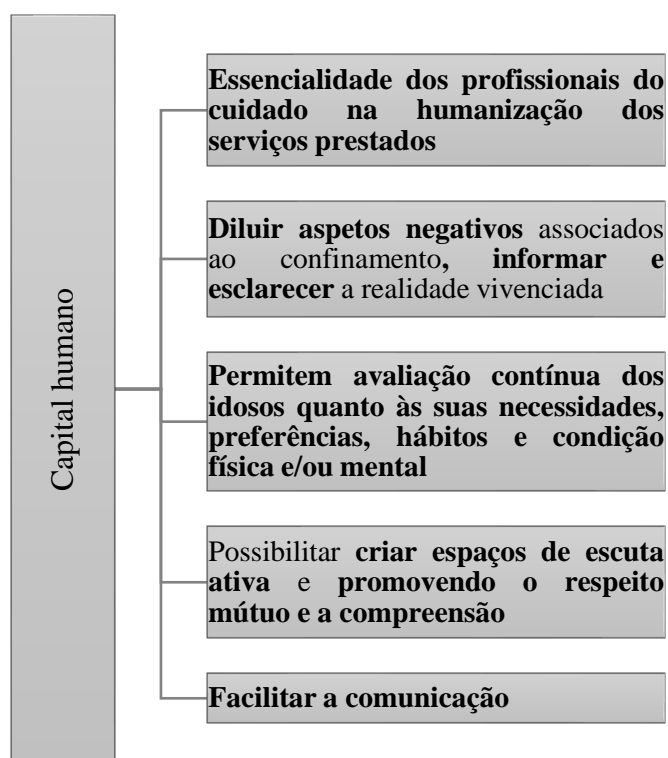 Capital humano
Essencialidade dos profissionais do
cuidado na humanização dos
serviços prestados
Diluir aspetos negativos associados
ao confinamento, informar e
esclarecer a realidade vivenciada
Permitem avaliação contínua dos
idosos quanto às suas necessidades,
preferências, hábitos e condição
física e/ou mental
Possibilitar criar espaços de escuta
ativa e promovendo o respeito
mútuo e a compreensão
Facilitar a comunicação